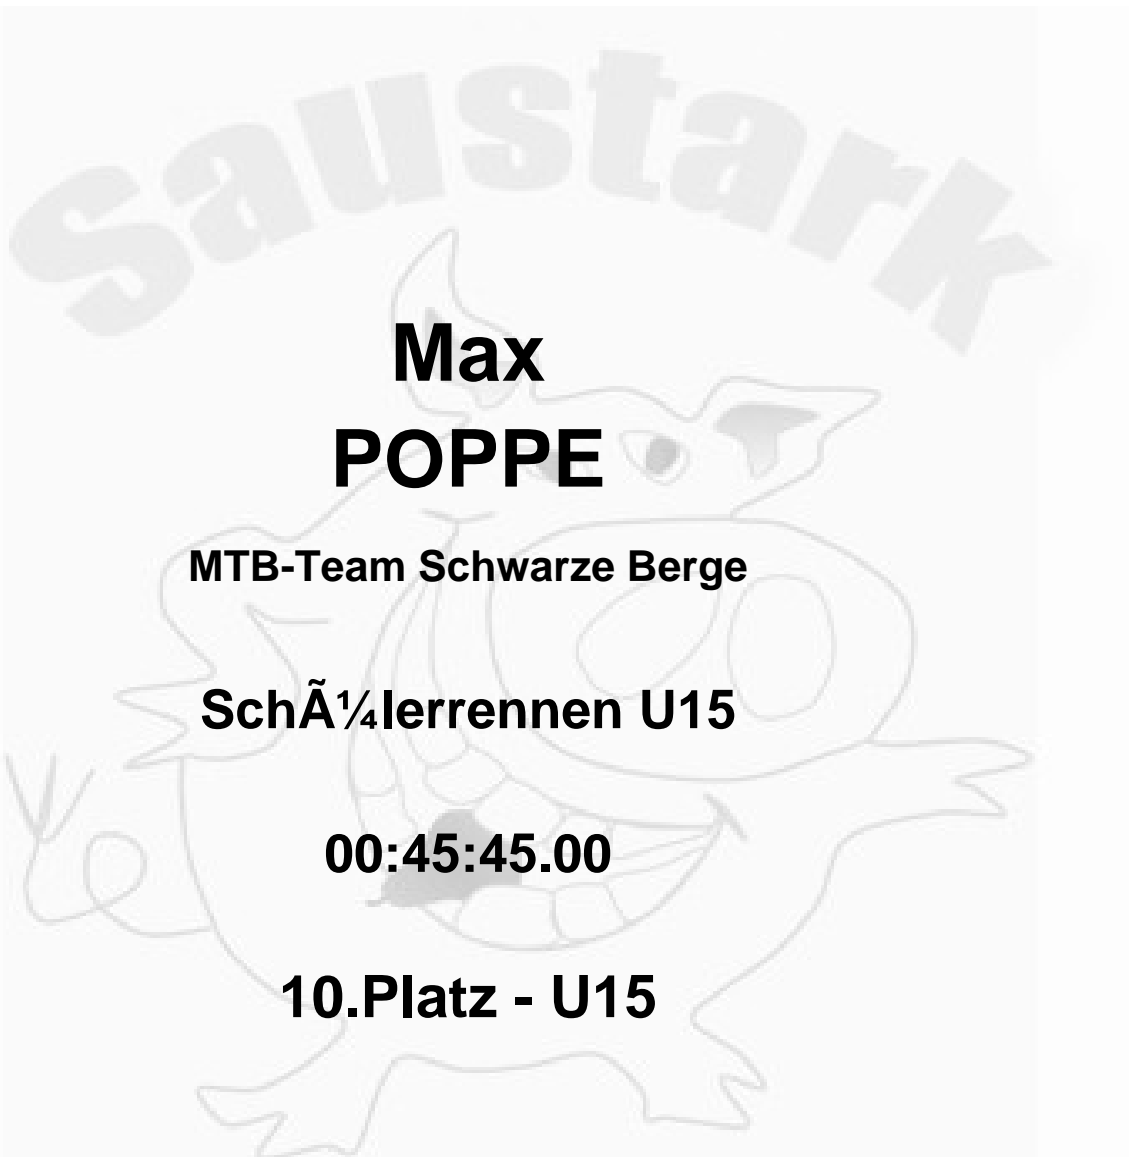 Saustark
Max
POPPE
MTB-Team Schwarze Berge
SchÃ¼lerrennen U15
00:45:45.00
10.Platz - U15